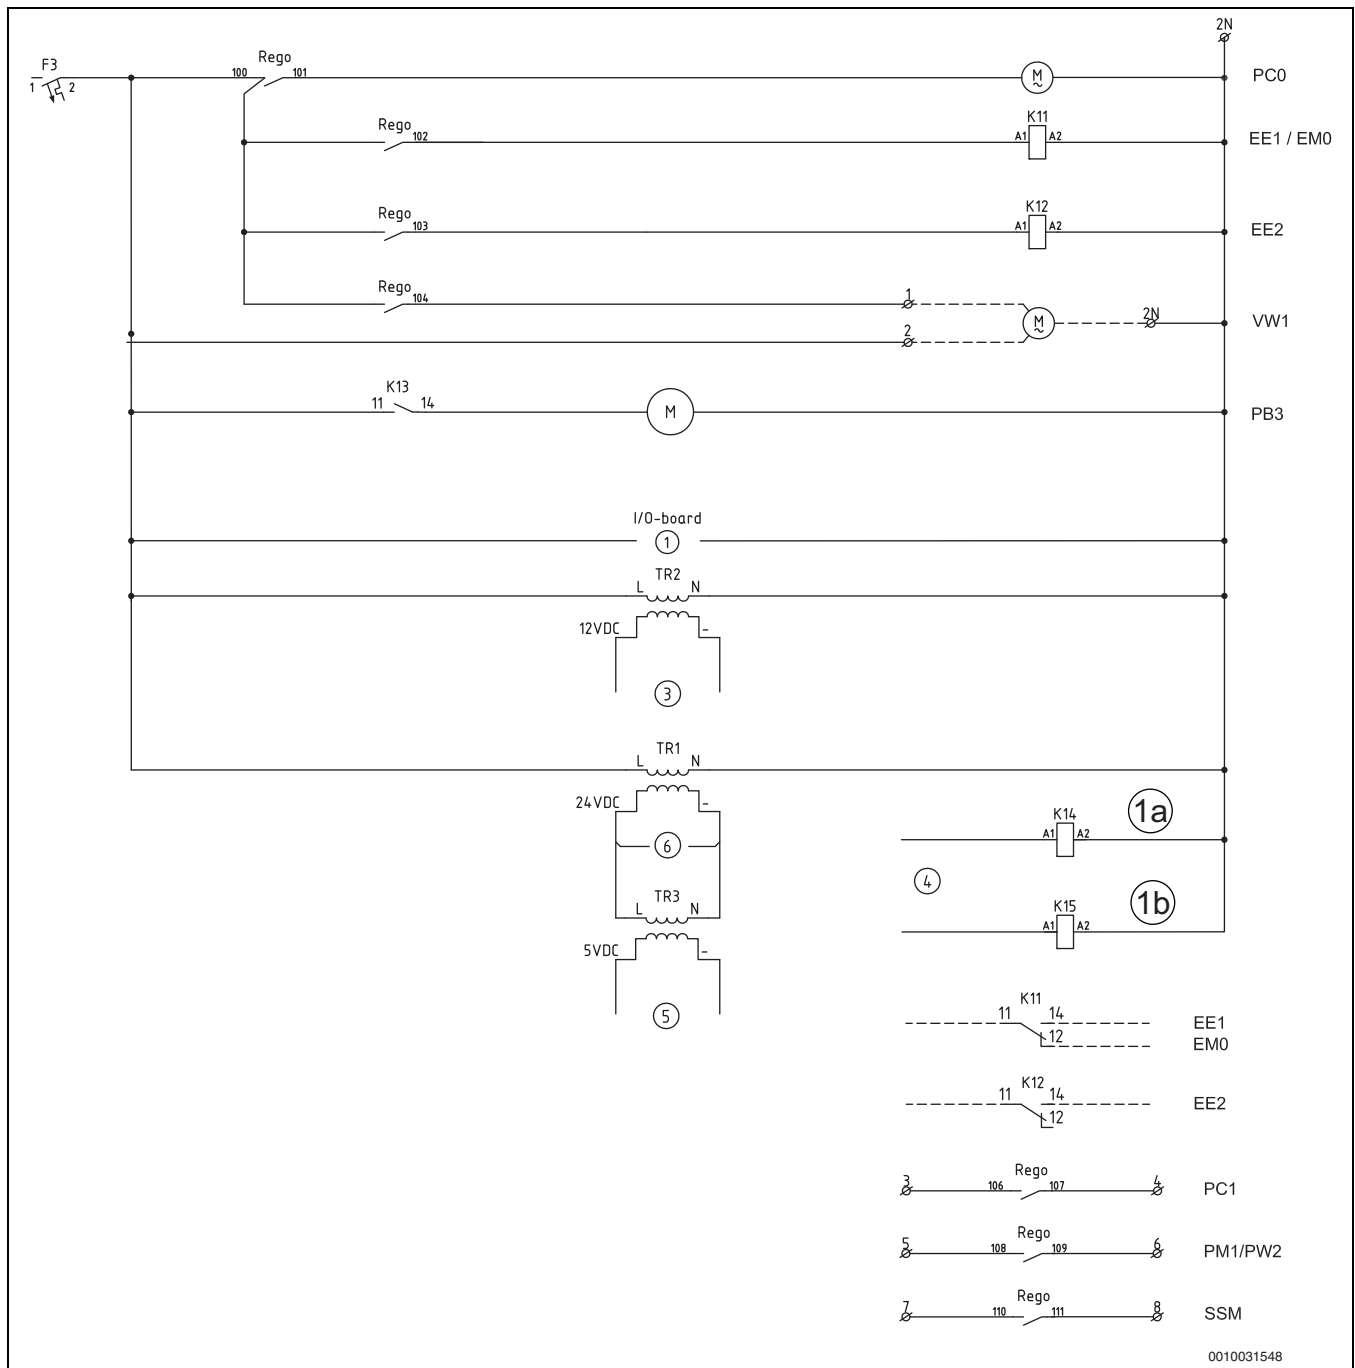 2N
F3
1 2
100 Rego 101
M
~
PC0
Rego
102
K11
A1 A2
EE1 / EM0
Rego
103
K12
A1 A2
EE2
Rego
104
1
2
M
~
2N
VW1
K13
11 14
M
PB3
I/O-board
1
TR2
L N
12VDC -
3
TR1
L N
24VDC -
6
TR3
L N
5VDC -
5
K14
A1 A2
1a
4
K15
A1 A2
1b
K11
11 14
12
EE1
EM0
K12
11 14
12
EE2
3 106 Rego 107 4
PC1
5 108 Rego 109 6
PM1/PW2
7 110 Rego 111 8
SSM
0010031548